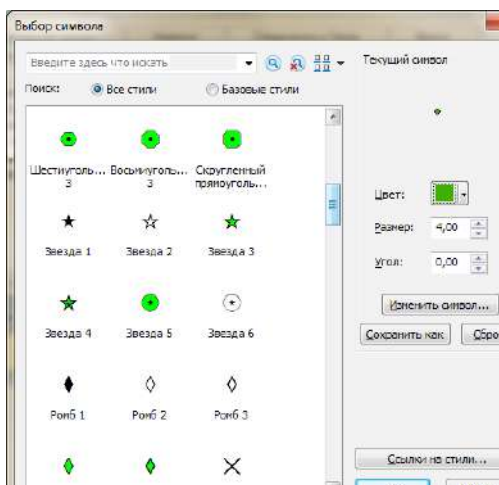 Выбор символа
Введите здесь что искать
Поиск: Все стили Базовые стили
Текущий символ
Шестиуголь... Восьмиуголь... Скругленный
3 3 прямоуголь...
Звезда 1 Звезда 2 Звезда 3
Звезда 4 Звезда 5 Звезда 6
Ромб 1 Ромб 2 Ромб 3
Цвет:
Размер: 4,00
Угол: 0,00
Изменить символ...
Сохранить как Сбро
Ссылки на стили...